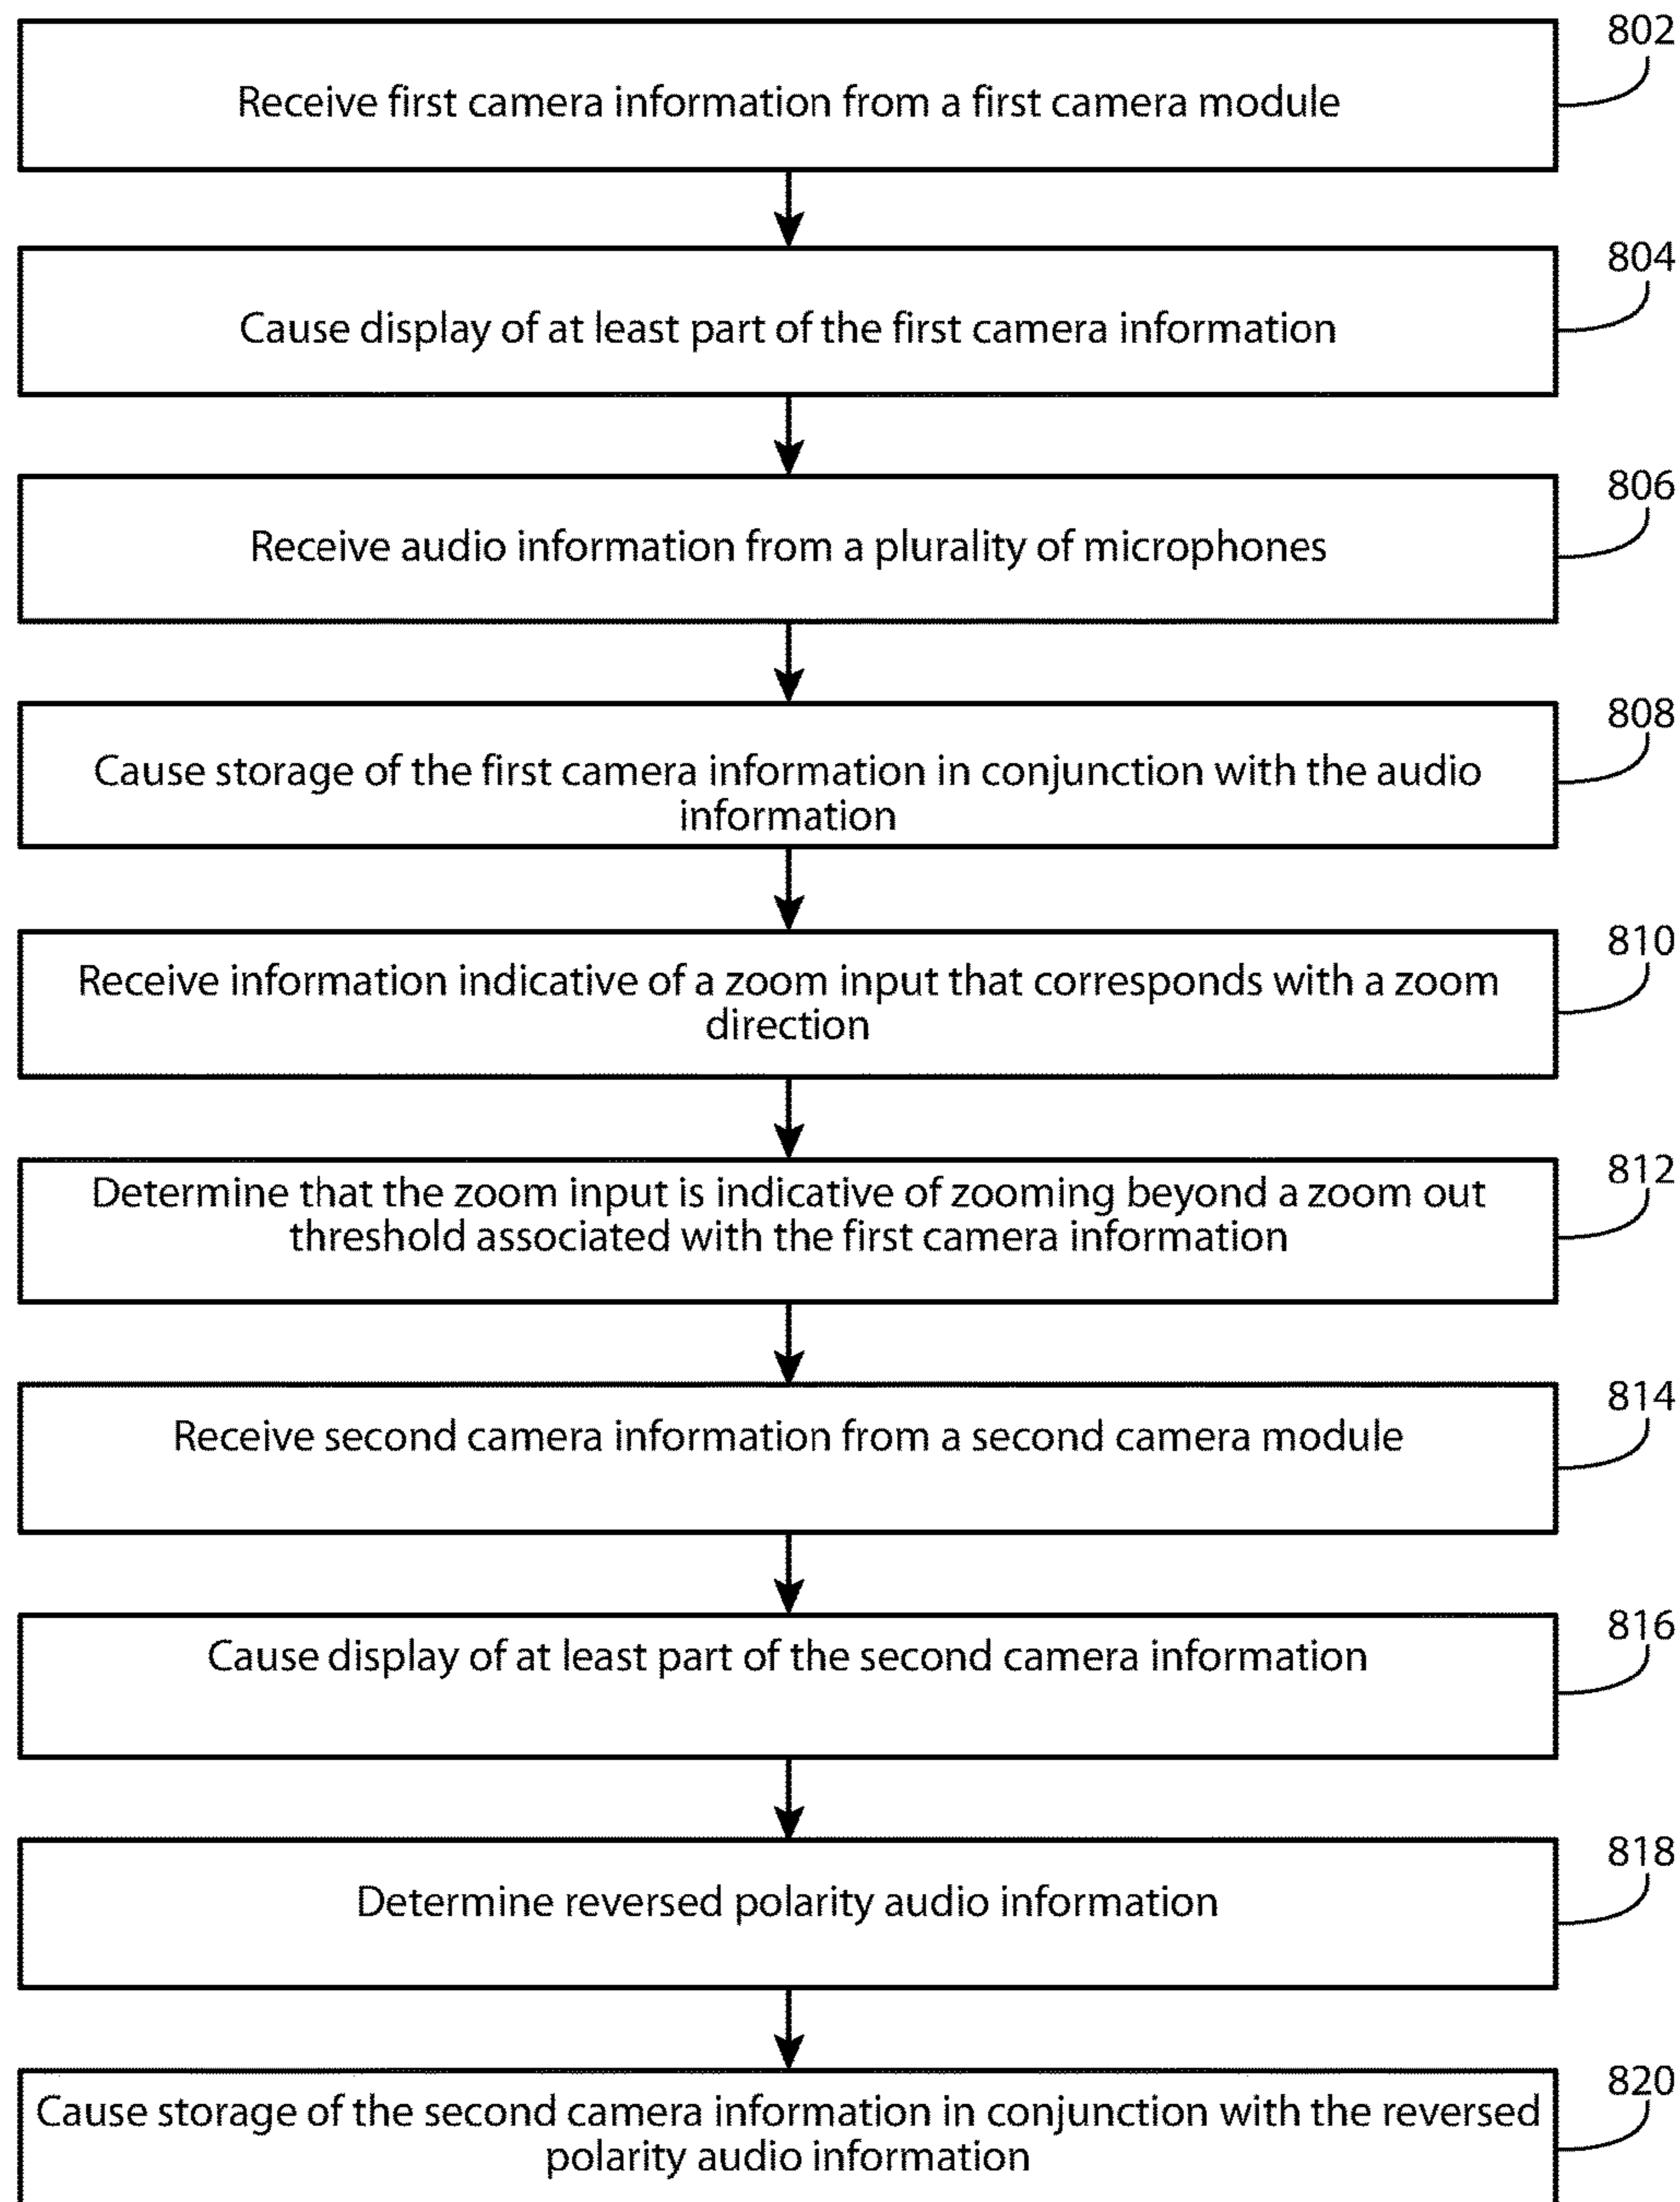 802
Receive first camera information from a first camera module
804
Cause display of at least part of the first camera information
806
Receive audio information from a plurality of microphones
808
Cause storage of the first camera information in conjunction with the audio
information
810
Receive information indicative of a zoom input that corresponds with a zoom
direction
812
Determine that the zoom input is indicative of zooming beyond a zoom out
threshold associated with the first camera information
814
Receive second camera information from a second camera module
816
Cause display of at least part of the second camera information
818
Determine reversed polarity audio information
820
Cause storage of the second camera information in conjunction with the reversed
polarity audio information